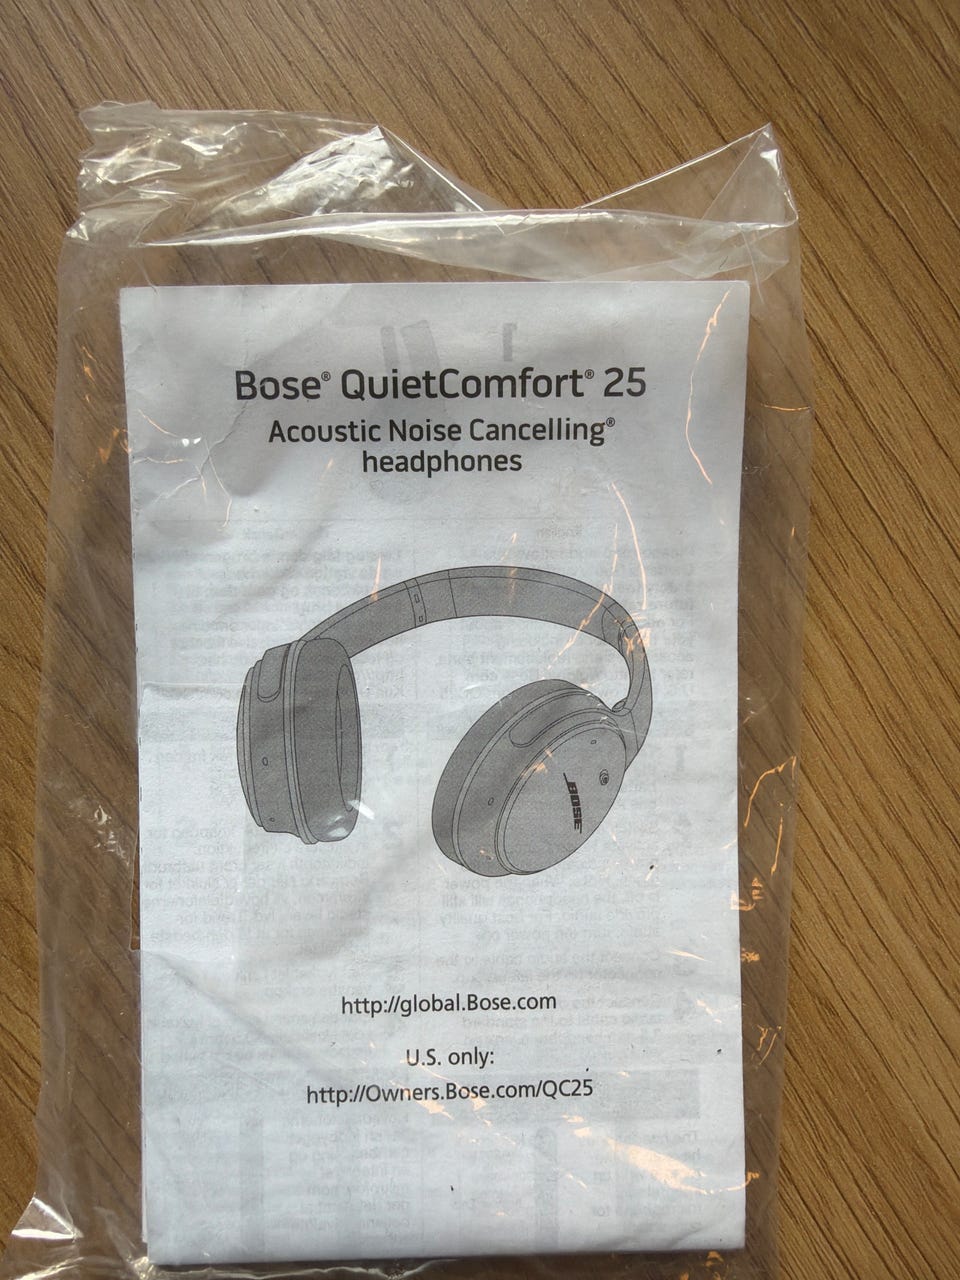 Bose® QuietComfort® 25
Acoustic Noise Cancelling®
headphones
BOSE
http://global.Bose.com
U.S. only:
http://Owners.Bose.com/QC25